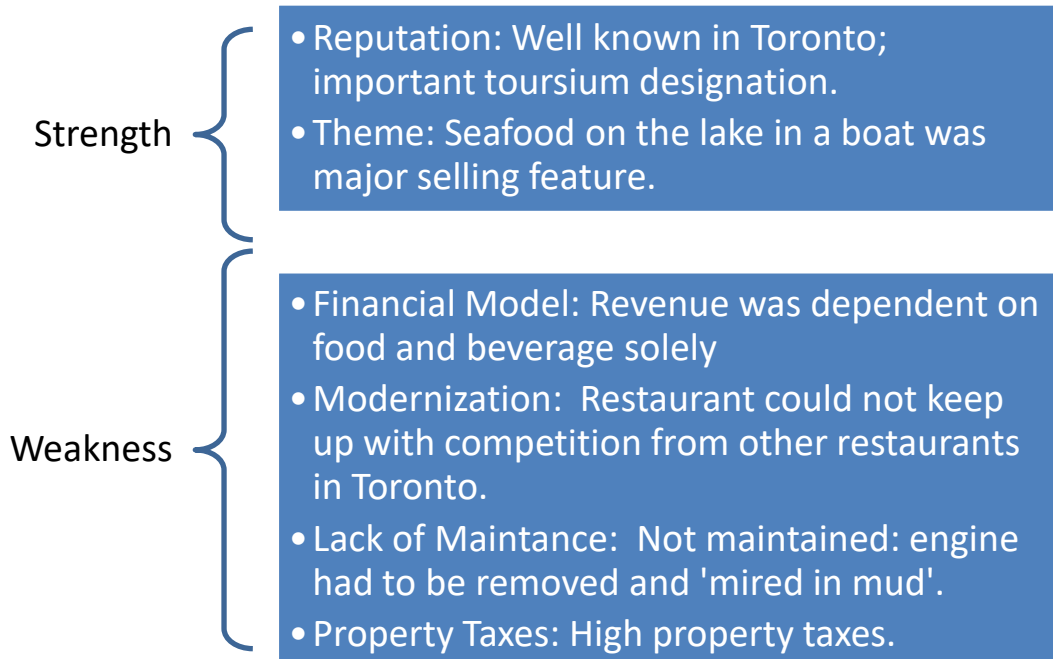 Strength
• Reputation: Well known in Toronto;
important toursium designation.
• Theme: Seafood on the lake in a boat was
major selling feature.
Weakness
• Financial Model: Revenue was dependent on
food and beverage solely
• Modernization:  Restaurant could not keep
up with competition from other restaurants
in Toronto.
• Lack of Maintance:  Not maintained: engine
had to be removed and 'mired in mud'.
• Property Taxes: High property taxes.